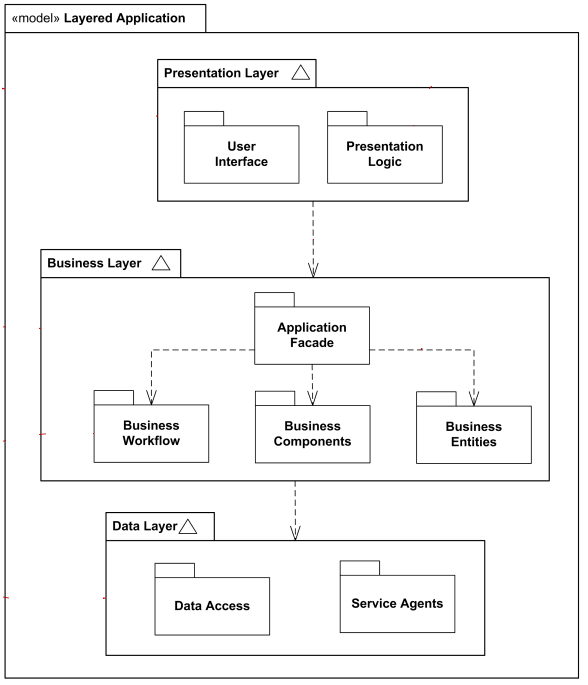 «model» Layered Application
Presentation Layer
User
Interface
Presentation
Logic
Business Layer
Application
Facade
Business
Workflow
Business
Components
Business
Entities
Data Layer
Data Access
Service Agents